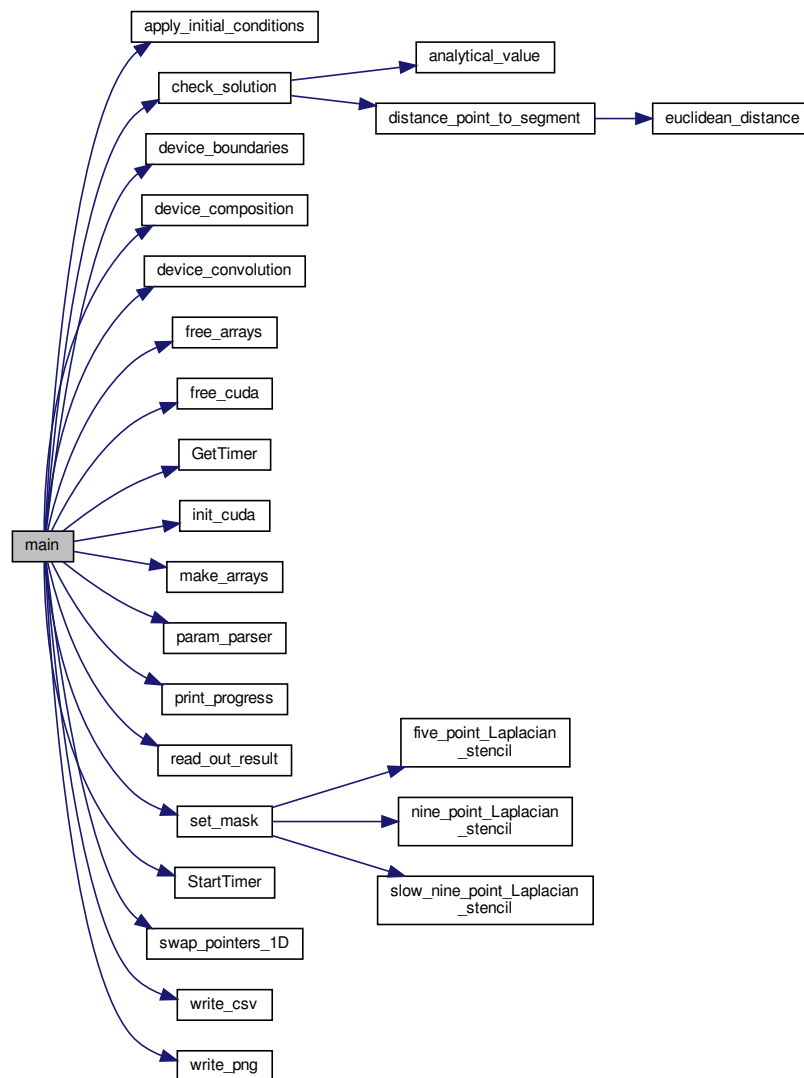 apply_initial_conditions
analytical_value
check_solution
distance_point_to_segment
euclidean_distance
device_boundaries
device_composition
device_convolution
free_arrays
free_cuda
GetTimer
init_cuda
main
make_arrays
param_parser
print_progress
read_out_result
five_point_Laplacian
_stencil
nine_point_Laplacian
_stencil
set_mask
slow_nine_point_Laplacian
_stencil
StartTimer
swap_pointers_1D
write_csv
write_png